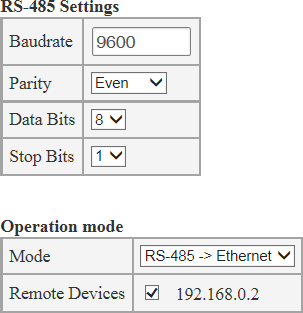 RS-485 Settings
Baudrate 9600
Parity Even
Data Bits 8
Stop Bits 1
Operation mode
Mode RS-485 -> Ethernet
Remote Devices 192.168.0.2